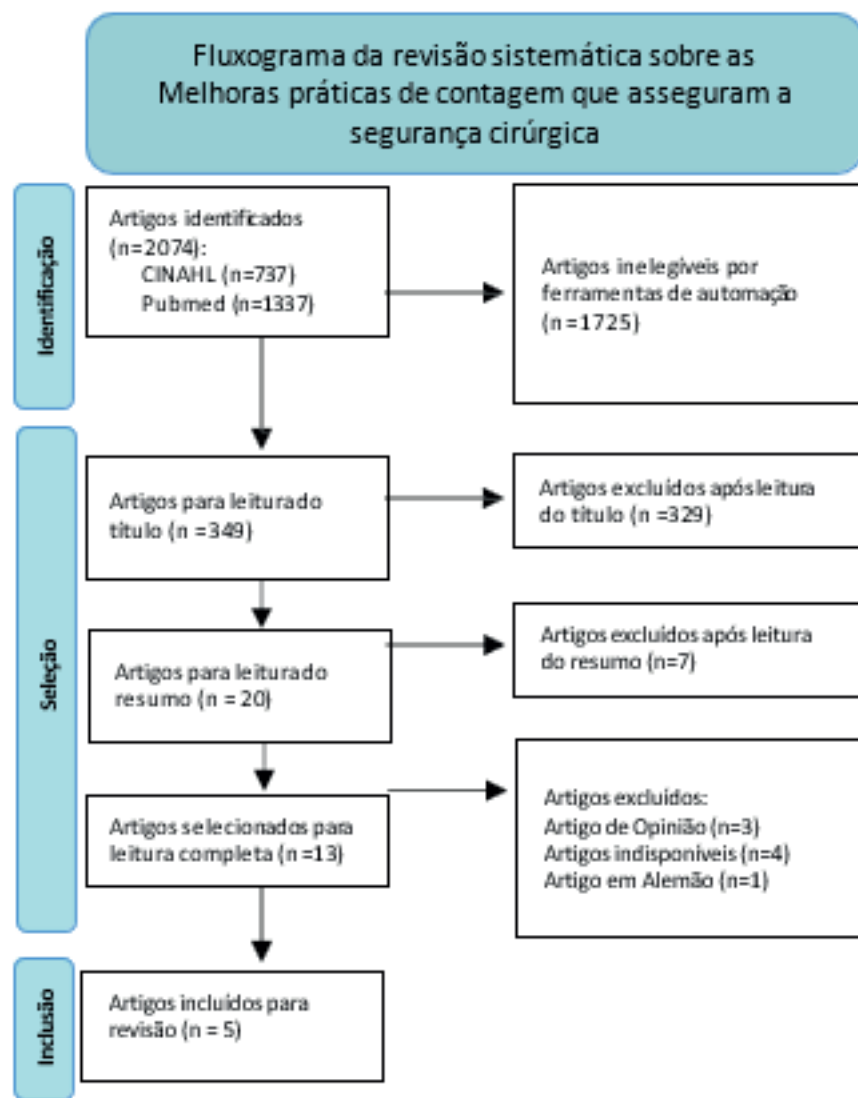 Fluxograma da revisão sistemática sobre as
Melhoras práticas de contagem que asseguram a
segurança cirúrgica
Identificação
Artigos identificados
(n=2074):
CINAHL (n=737)
Pubmed (n=1337)
Artigos inelegíveis por
ferramentas de automação
(n =1725)
Seleção
Artigos para leitura do
título (n =349)
Artigos excluídos após leitura
do título (n =329)
Artigos para leitura do
resumo (n = 20)
Artigos excluídos após leitura
do resumo (n=7)
Artigos selecionados para
leitura completa (n =13)
Artigos excluídos:
Artigo de Opinião (n=3)
Artigos indisponíveis (n=4)
Artigo em Alemão (n=1)
Inclusão
Artigos incluídos para
revisão (n = 5)